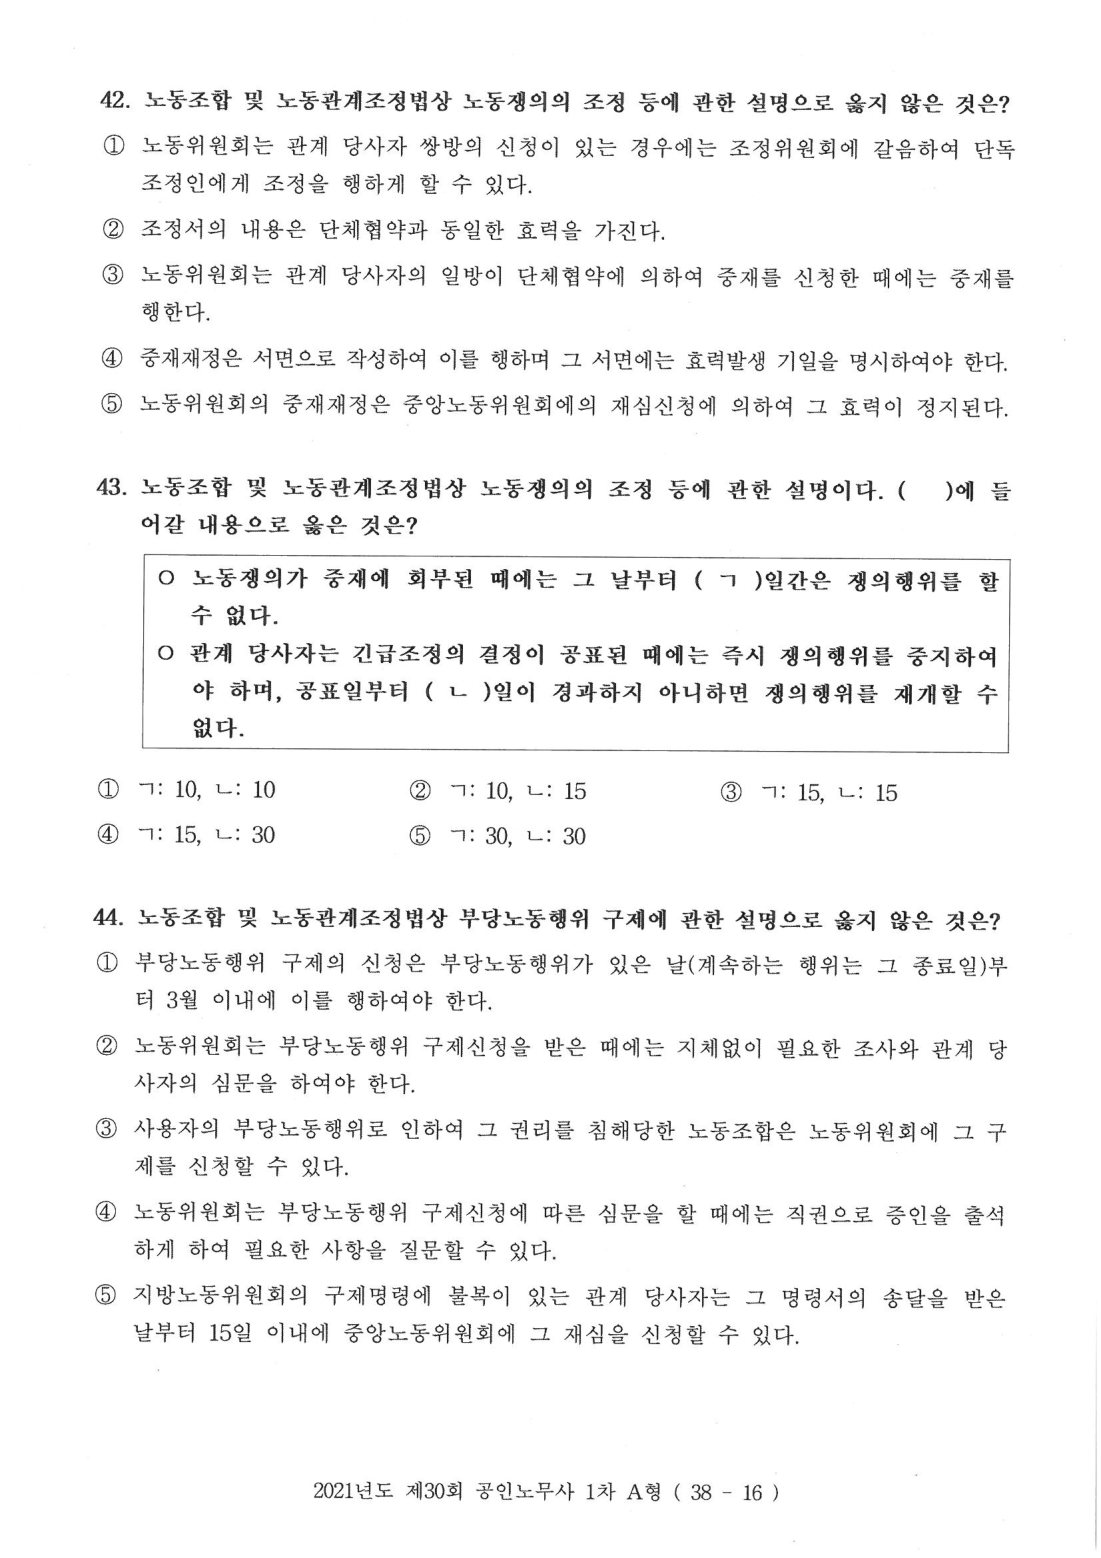 42. 노동조합 및 노동관계조정법상 노동쟁의의 조정 등에 관한 설명으로 옳지 않은 것은?
① 노동위원회는 관계 당사자 쌍방의 신청이 있는 경우에는 조정위원회에 갈음하여 단독
조정인에게 조정을 행하게 할 수 있다.
② 조정서의 내용은 단체협약과 동일한 효력을 가진다.
③ 노동위원회는 관계 당사자의 일방이 단체협약에 의하여 중재를 신청한 때에는 중재를
행한다.
④ 중재재정은 서면으로 작성하여 이를 행하며 그 서면에는 효력발생 기일을 명시하여야 한다.
⑤ 노동위원회의 중재재정은 중앙노동위원회에의 재심신청에 의하여 그 효력이 정지된다.
43. 노동조합 및 노동관계조정법상 노동쟁의의 조정 등에 관한 설명이다. ( )에 들
어갈 내용으로 옳은 것은?
○ 노동쟁의가 중재에 회부된 때에는 그 날부터 ( ㄱ )일간은 쟁의행위를 할
수 없다.
○ 관계 당사자는 긴급조정의 결정이 공표된 때에는 즉시 쟁의행위를 중지하여
야 하며, 공표일부터 ( ㄴ )일이 경과하지 아니하면 쟁의행위를 재개할 수
없다.
① ㄱ: 10, ㄴ: 10 ② ㄱ: 10, ㄴ: 15 ③ ㄱ: 15, ㄴ: 15
④ ㄱ: 15, ㄴ: 30 ⑤ ㄱ: 30, ㄴ: 30
44. 노동조합 및 노동관계조정법상 부당노동행위 구제에 관한 설명으로 옳지 않은 것은?
① 부당노동행위 구제의 신청은 부당노동행위가 있은 날(계속하는 행위는 그 종료일)부
터 3월 이내에 이를 행하여야 한다.
② 노동위원회는 부당노동행위 구제신청을 받은 때에는 지체없이 필요한 조사와 관계 당
사자의 심문을 하여야 한다.
③ 사용자의 부당노동행위로 인하여 그 권리를 침해당한 노동조합은 노동위원회에 그 구
제를 신청할 수 있다.
④ 노동위원회는 부당노동행위 구제신청에 따른 심문을 할 때에는 직권으로 증인을 출석
하게 하여 필요한 사항을 질문할 수 있다.
⑤ 지방노동위원회의 구제명령에 불복이 있는 관계 당사자는 그 명령서의 송달을 받은
날부터 15일 이내에 중앙노동위원회에 그 재심을 신청할 수 있다.
2021년도 제30회 공인노무사 1차 A형 ( 38 - 16 )